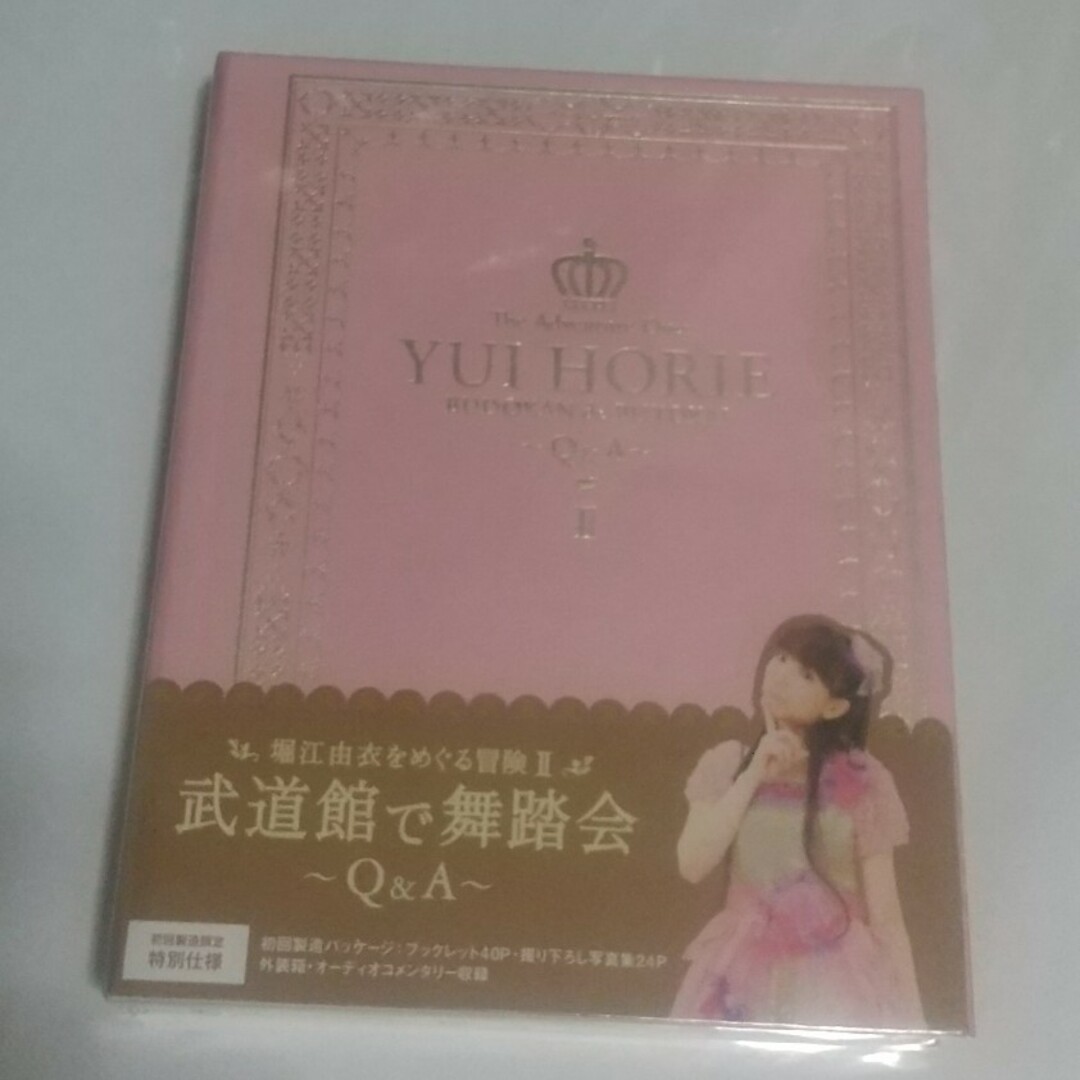 The Adventure Over
YUI HORIE
BUDOKAN de BUTOUKAI
~Q&A~
II
堀江由衣をめぐる冒険Ⅱ
武道館で舞踏会
~Q&A~
初回製造限定
特別仕様
初回製造パッケージ:ブックレット40P・撮り下ろし写真集24P
外装箱・オーディオコメンタリー収録